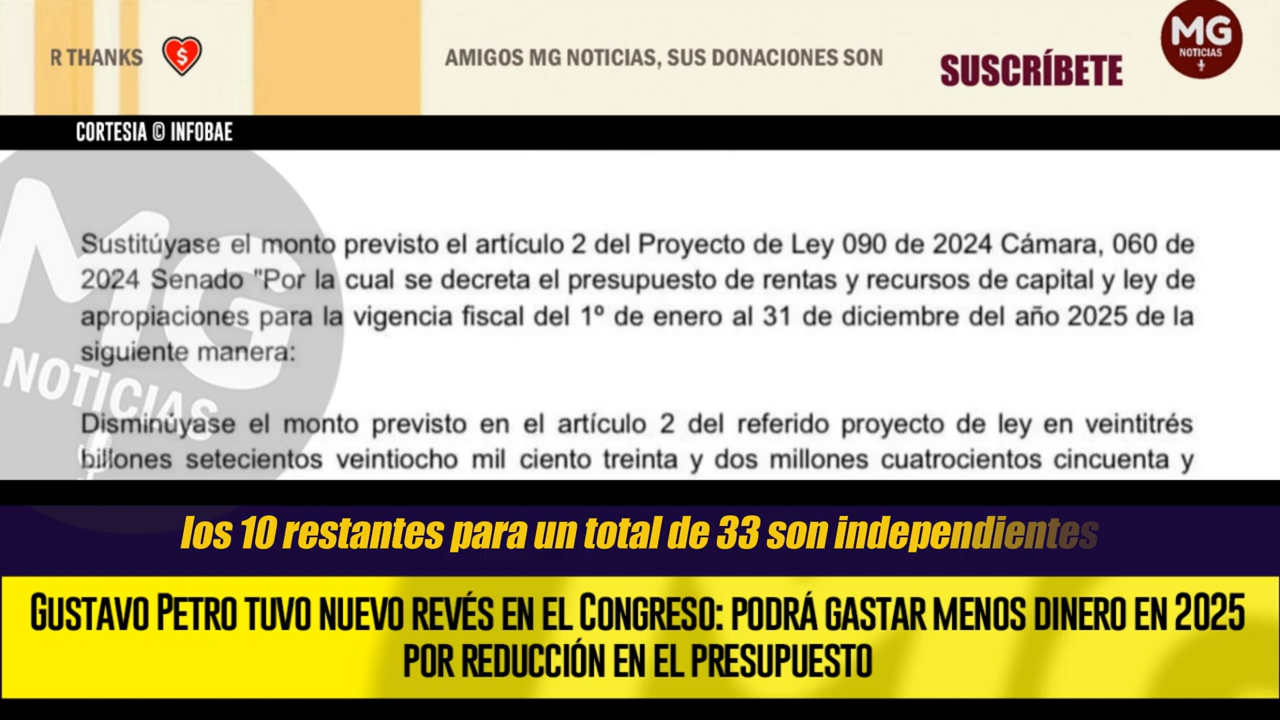 R THANKS
AMIGOS MG NOTICIAS, SUS DONACIONES SON
SUSCRÍBETE
MG
NOTICIAS
CORTESIA © INFOBAE
MG
NOTICIAS
Sustitúyase el monto previsto el artículo 2 del Proyecto de Ley 090 de 2024 Cámara, 060 de
2024 Senado "Por la cual se decreta el presupuesto de rentas y recursos de capital y ley de
apropiaciones para la vigencia fiscal del 1º de enero al 31 de diciembre del año 2025 de la
siguiente manera:
Disminúyase el monto previsto en el artículo 2 del referido proyecto de ley en veintitrés
billones setecientos veintiocho mil ciento treinta y dos millones cuatrocientos cincuenta y
los 10 restantes para un total de 33 son independientes
GUSTAVO PETRO TUVO NUEVO REVÉS EN EL CONGRESO: PODRÁ GASTAR MENOS DINERO EN 2025
POR REDUCCIÓN EN EL PRESUPUESTO